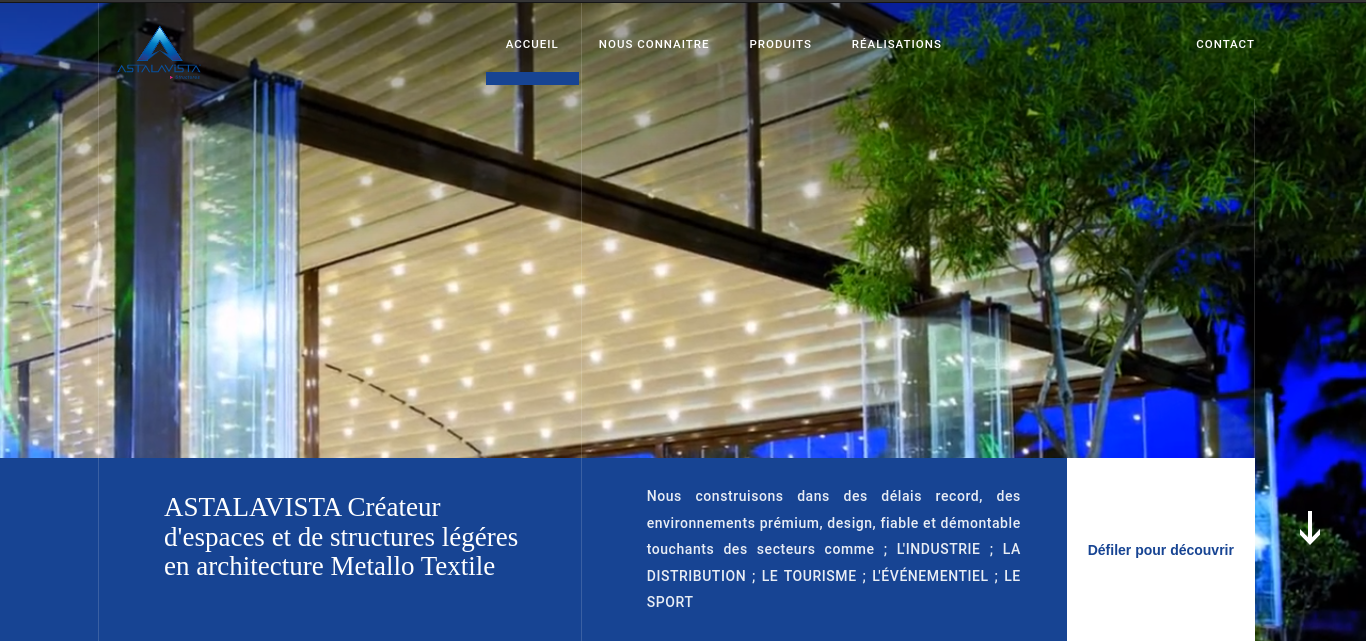 ASTALAVISTA
ACCUEIL
NOUS CONNAITRE
PRODUITS
RÉALISATIONS
CONTACT
ASTALAVISTA Créateur
d'espaces et de structures légéres
en architecture Metallo Textile
Nous construisons dans des délais record, des
environnements prémium, design, fiable et démontable
touchants des secteurs comme ; L'INDUSTRIE ; LA
DISTRIBUTION ; LE TOURISME ; L'ÉVÉNEMENTIEL ; LE
SPORT
Défiler pour découvrir